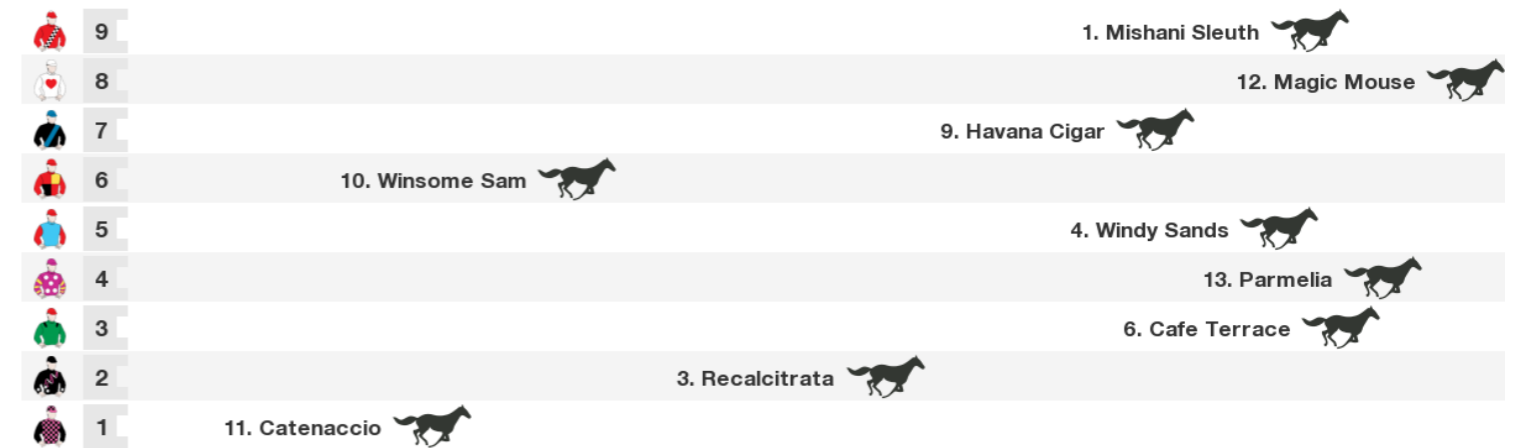 9 1. Mishani Sleuth
8 12. Magic Mouse
7 9. Havana Cigar
6 10. Winsome Sam
5 4. Windy Sands
4 13. Parmelia
3 6. Cafe Terrace
2 3. Recalcitrata
1 11. Catenaccio